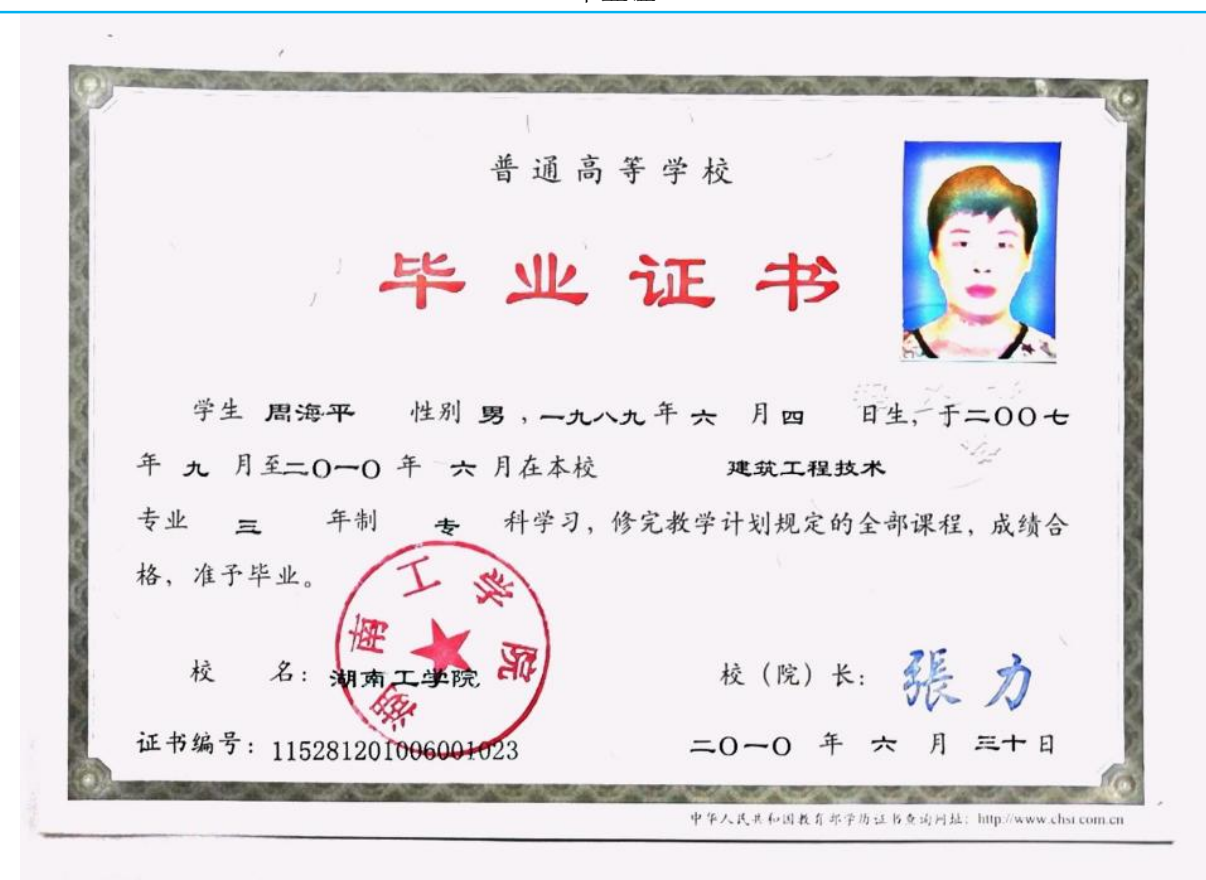 普通高等学校
毕业证书
学生 周海平 性别 男，一九八九年 六 月 四 日生，于二〇〇七
年 九 月至二〇一〇 年 六 月在本校 建筑工程技术
专业 三 年制 专 科学习，修完教学计划规定的全部课程，成绩合
格，准予毕业。
湖南工学院
校 名：湖南工学院 校（院）长：張力
证书编号：115281201006001023 二〇一〇 年 六 月 三十日
中华人民共和国教育部学历证书查询网址：http://www.chsi.com.cn